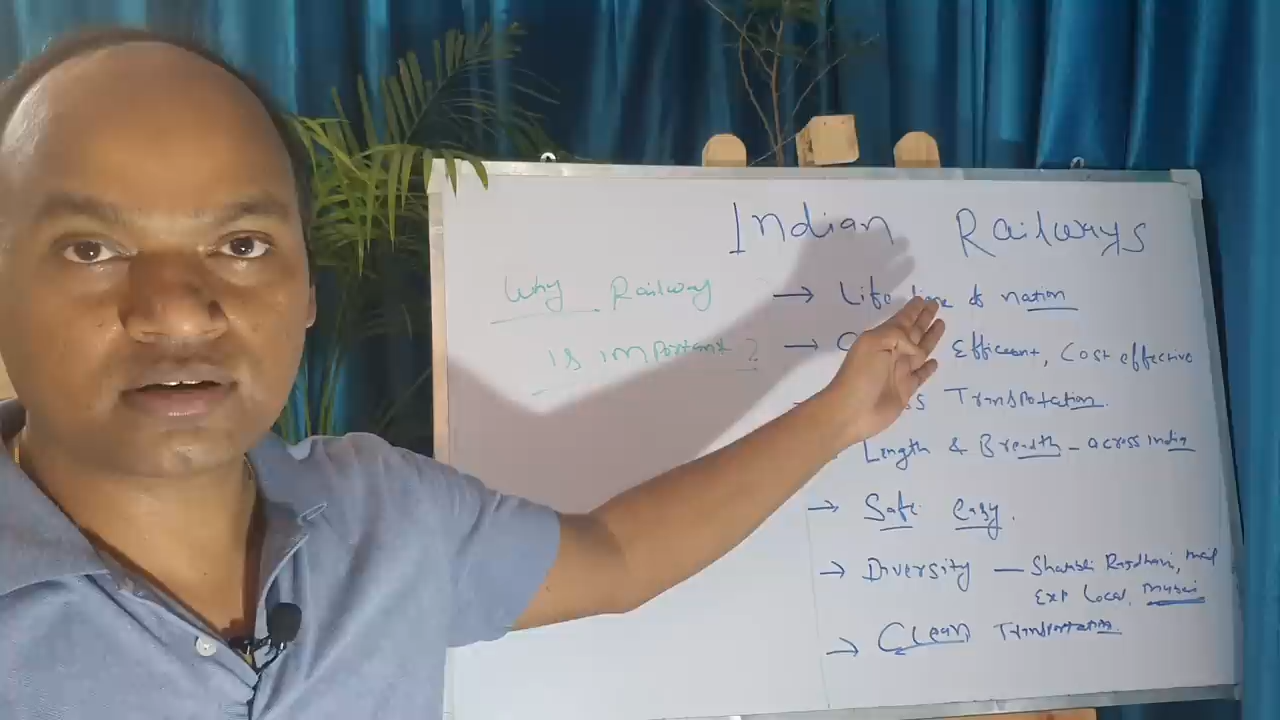 Indian Railways
Why Railway
is important ?
→ Life line of nation
→ Efficient, Cost effective
Transportation.
Length & Breadth - across India
→ Safe easy.
→ Diversity — Rajdhani, mail
Exp Local,
→ Clean Transportation.